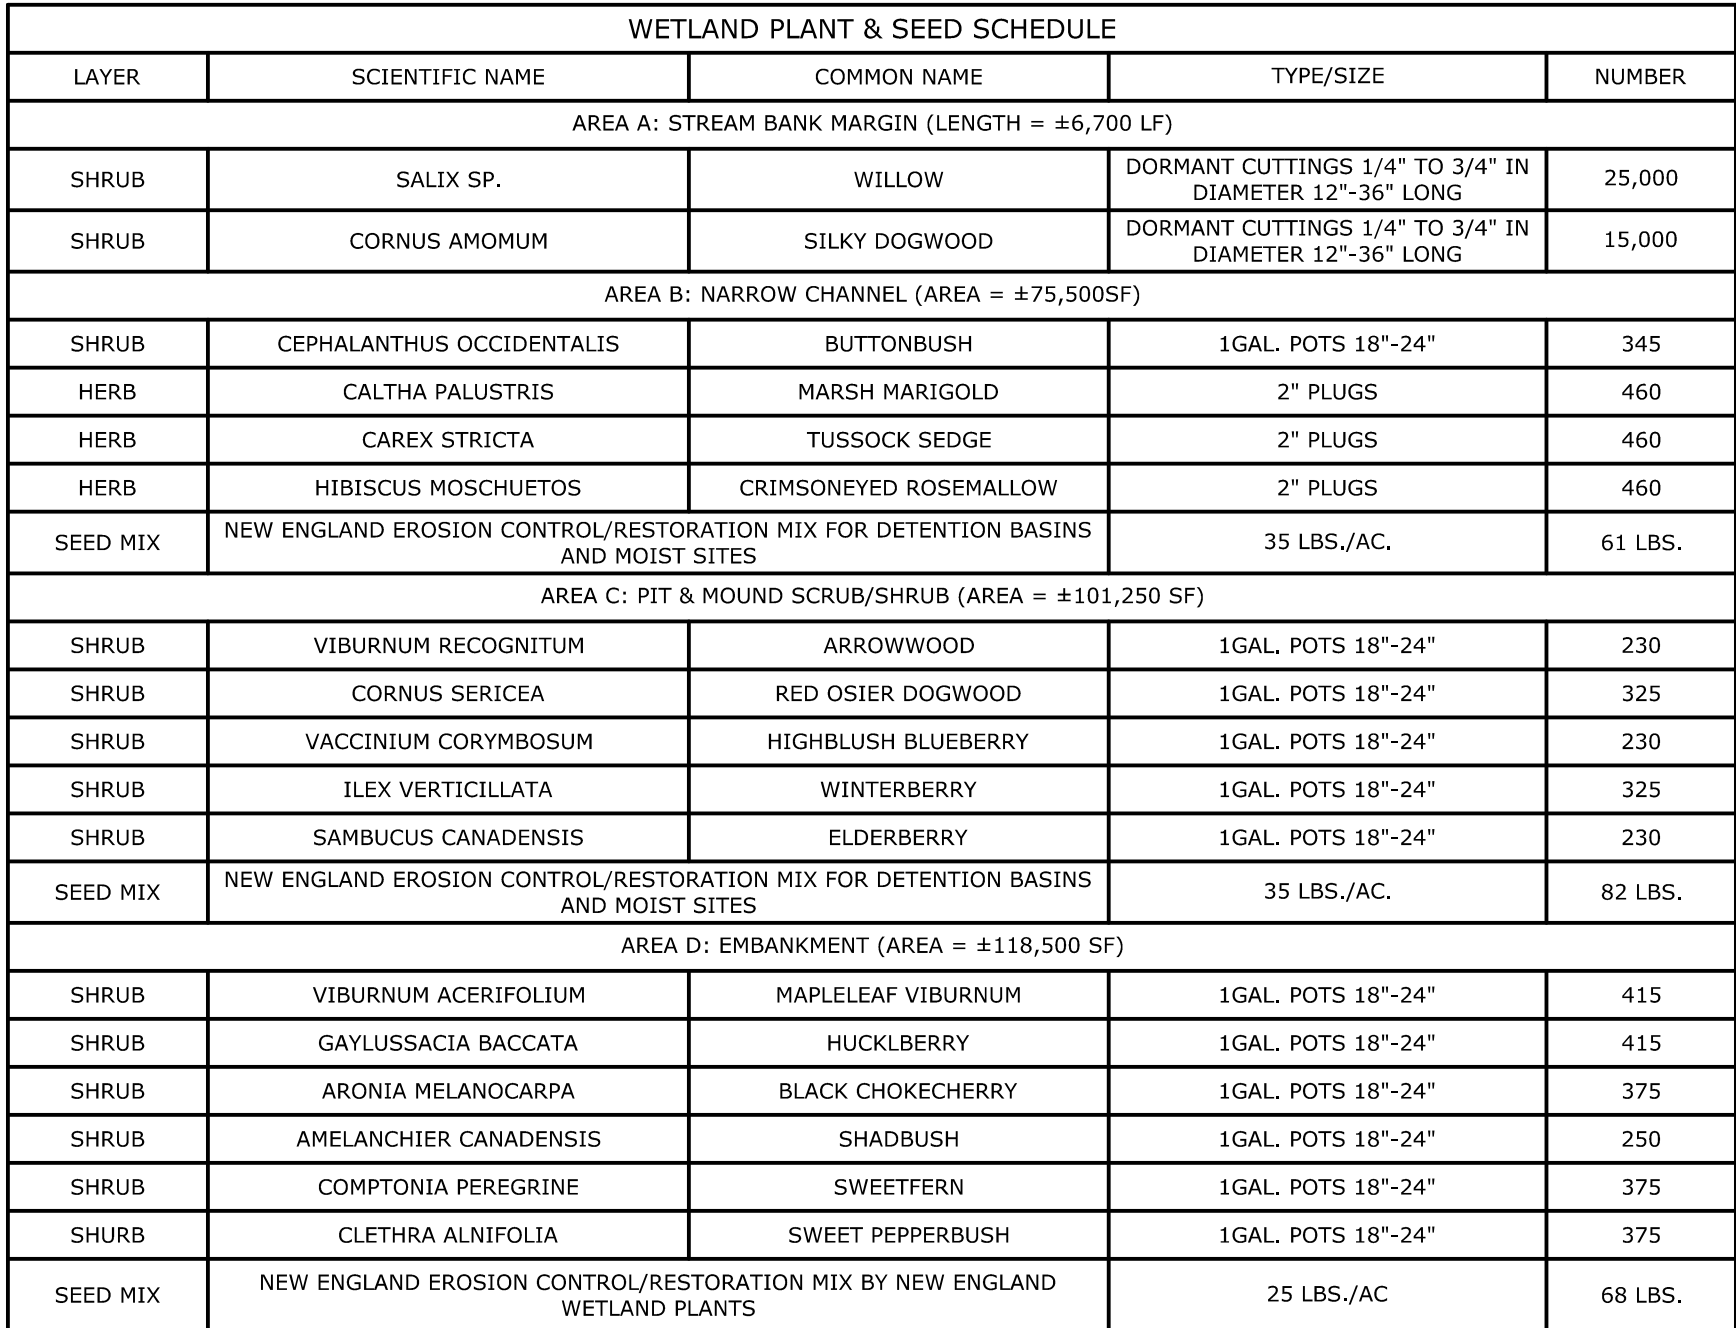 WETLAND PLANT & SEED SCHEDULE
LAYER SCIENTIFIC NAME COMMON NAME TYPE/SIZE NUMBER
AREA A: STREAM BANK MARGIN (LENGTH = ±6,700 LF)
SHRUB SALIX SP. WILLOW DORMANT CUTTINGS 1/4" TO 3/4" IN
DIAMETER 12"-36" LONG 25,000
SHRUB CORNUS AMOMUM SILKY DOGWOOD DORMANT CUTTINGS 1/4" TO 3/4" IN
DIAMETER 12"-36" LONG 15,000
AREA B: NARROW CHANNEL (AREA = ±75,500SF)
SHRUB CEPHALANTHUS OCCIDENTALIS BUTTONBUSH 1GAL. POTS 18"-24" 345
HERB CALTHA PALUSTRIS MARSH MARIGOLD 2" PLUGS 460
HERB CAREX STRICTA TUSSOCK SEDGE 2" PLUGS 460
HERB HIBISCUS MOSCHUETOS CRIMSONEYED ROSEMALLOW 2" PLUGS 460
SEED MIX NEW ENGLAND EROSION CONTROL/RESTORATION MIX FOR DETENTION BASINS
AND MOIST SITES 35 LBS./AC. 61 LBS.
AREA C: PIT & MOUND SCRUB/SHRUB (AREA = ±101,250 SF)
SHRUB VIBURNUM RECOGNITUM ARROWWOOD 1GAL. POTS 18"-24" 230
SHRUB CORNUS SERICEA RED OSIER DOGWOOD 1GAL. POTS 18"-24" 325
SHRUB VACCINIUM CORYMBOSUM HIGHBLUSH BLUEBERRY 1GAL. POTS 18"-24" 230
SHRUB ILEX VERTICILLATA WINTERBERRY 1GAL. POTS 18"-24" 325
SHRUB SAMBUCUS CANADENSIS ELDERBERRY 1GAL. POTS 18"-24" 230
SEED MIX NEW ENGLAND EROSION CONTROL/RESTORATION MIX FOR DETENTION BASINS
AND MOIST SITES 35 LBS./AC. 82 LBS.
AREA D: EMBANKMENT (AREA = ±118,500 SF)
SHRUB VIBURNUM ACERIFOLIUM MAPLELEAF VIBURNUM 1GAL. POTS 18"-24" 415
SHRUB GAYLUSSACIA BACCATA HUCKLBERRY 1GAL. POTS 18"-24" 415
SHRUB ARONIA MELANOCARPA BLACK CHOKECHERRY 1GAL. POTS 18"-24" 375
SHRUB AMELANCHIER CANADENSIS SHADBUSH 1GAL. POTS 18"-24" 250
SHRUB COMPTONIA PEREGRINE SWEETFERN 1GAL. POTS 18"-24" 375
SHURB CLETHRA ALNIFOLIA SWEET PEPPERBUSH 1GAL. POTS 18"-24" 375
SEED MIX NEW ENGLAND EROSION CONTROL/RESTORATION MIX BY NEW ENGLAND
WETLAND PLANTS 25 LBS./AC 68 LBS.